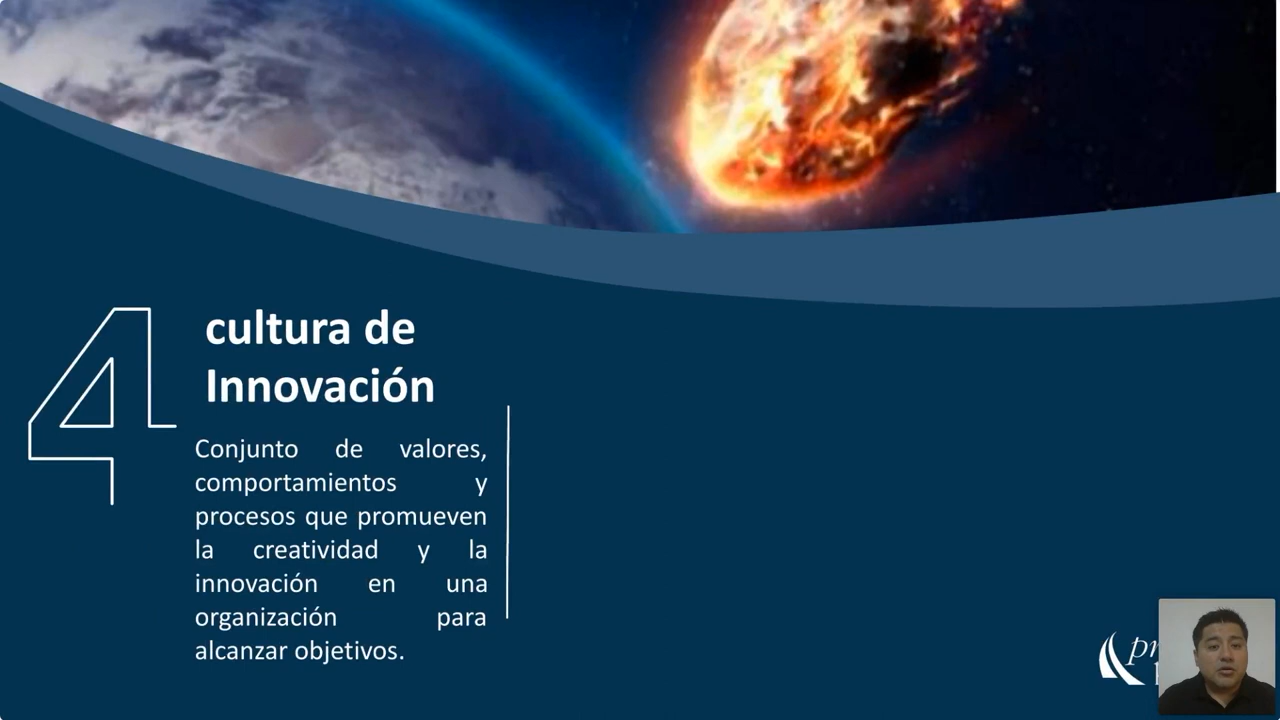 4
cultura de
Innovación
Conjunto de valores,
comportamientos y
procesos que promueven
la creatividad y la
innovación en una
organización para
alcanzar objetivos.